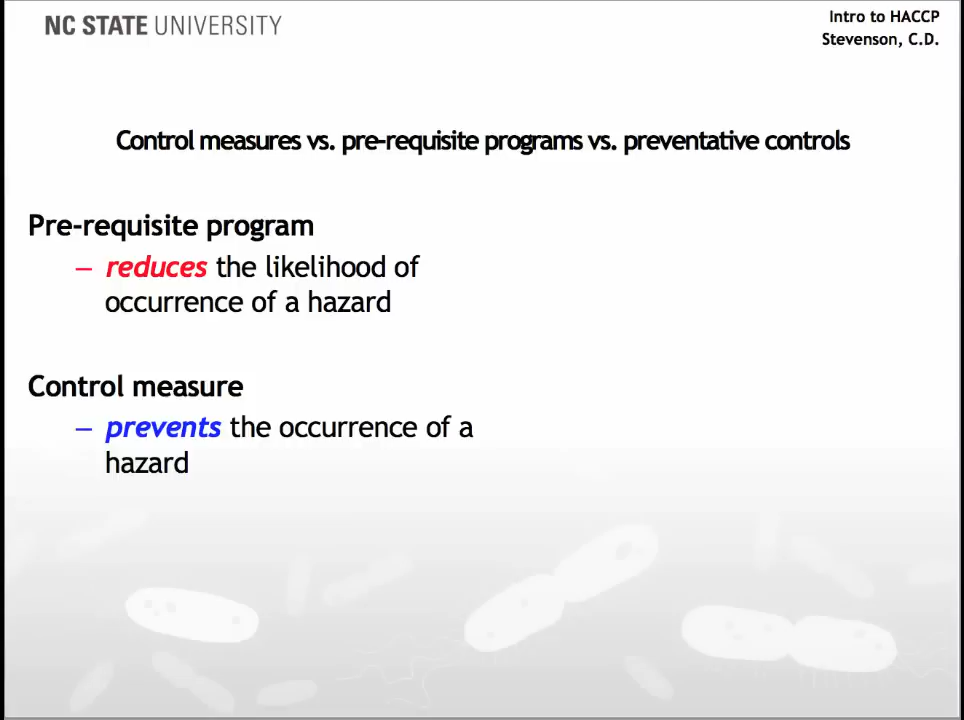 NC STATE UNIVERSITY
Intro to HACCP
Stevenson, C.D.
Control measures vs. pre-requisite programs vs. preventative controls
Pre-requisite program
– reduces the likelihood of
occurrence of a hazard
Control measure
– prevents the occurrence of a
hazard